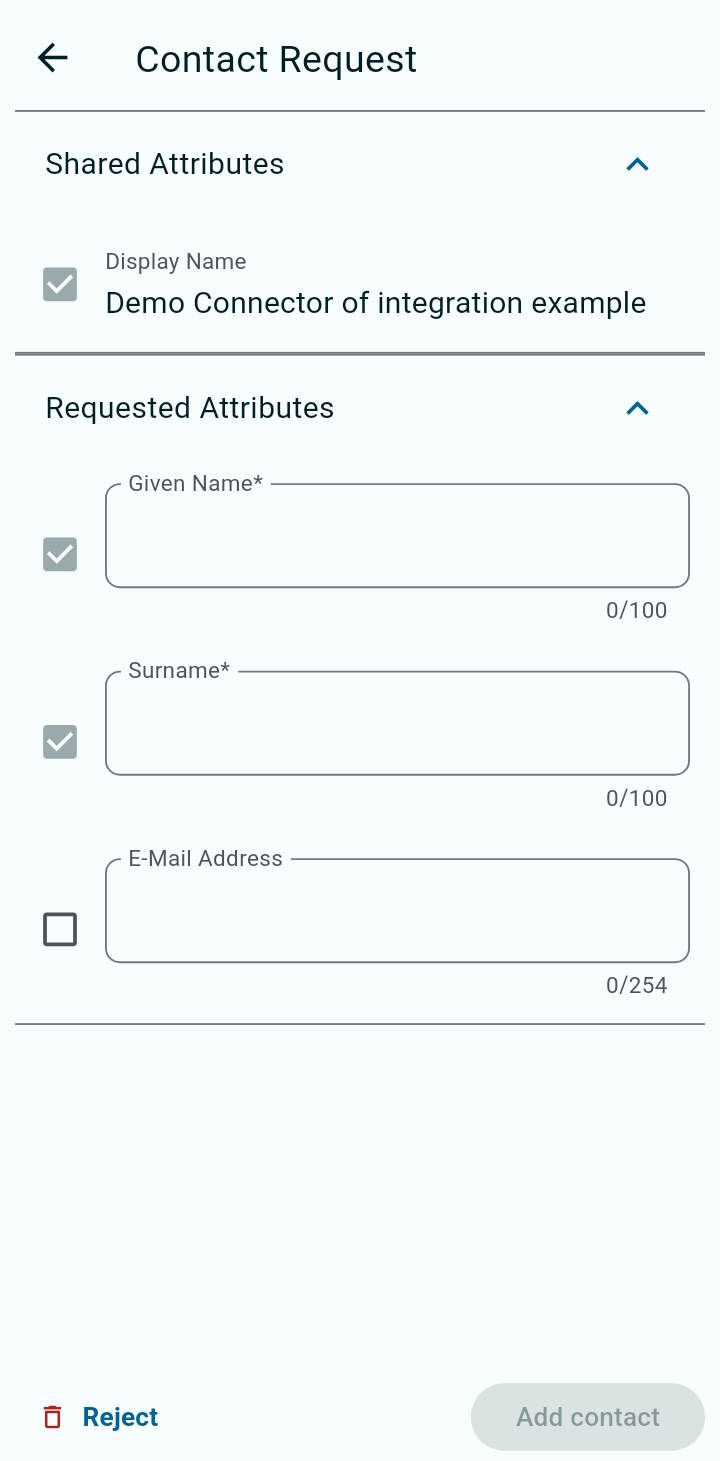 Contact Request
Shared Attributes
Display Name
Demo Connector of integration example
Requested Attributes
Given Name*
0/100
Surname*
0/100
E-Mail Address
0/254
Reject
Add contact